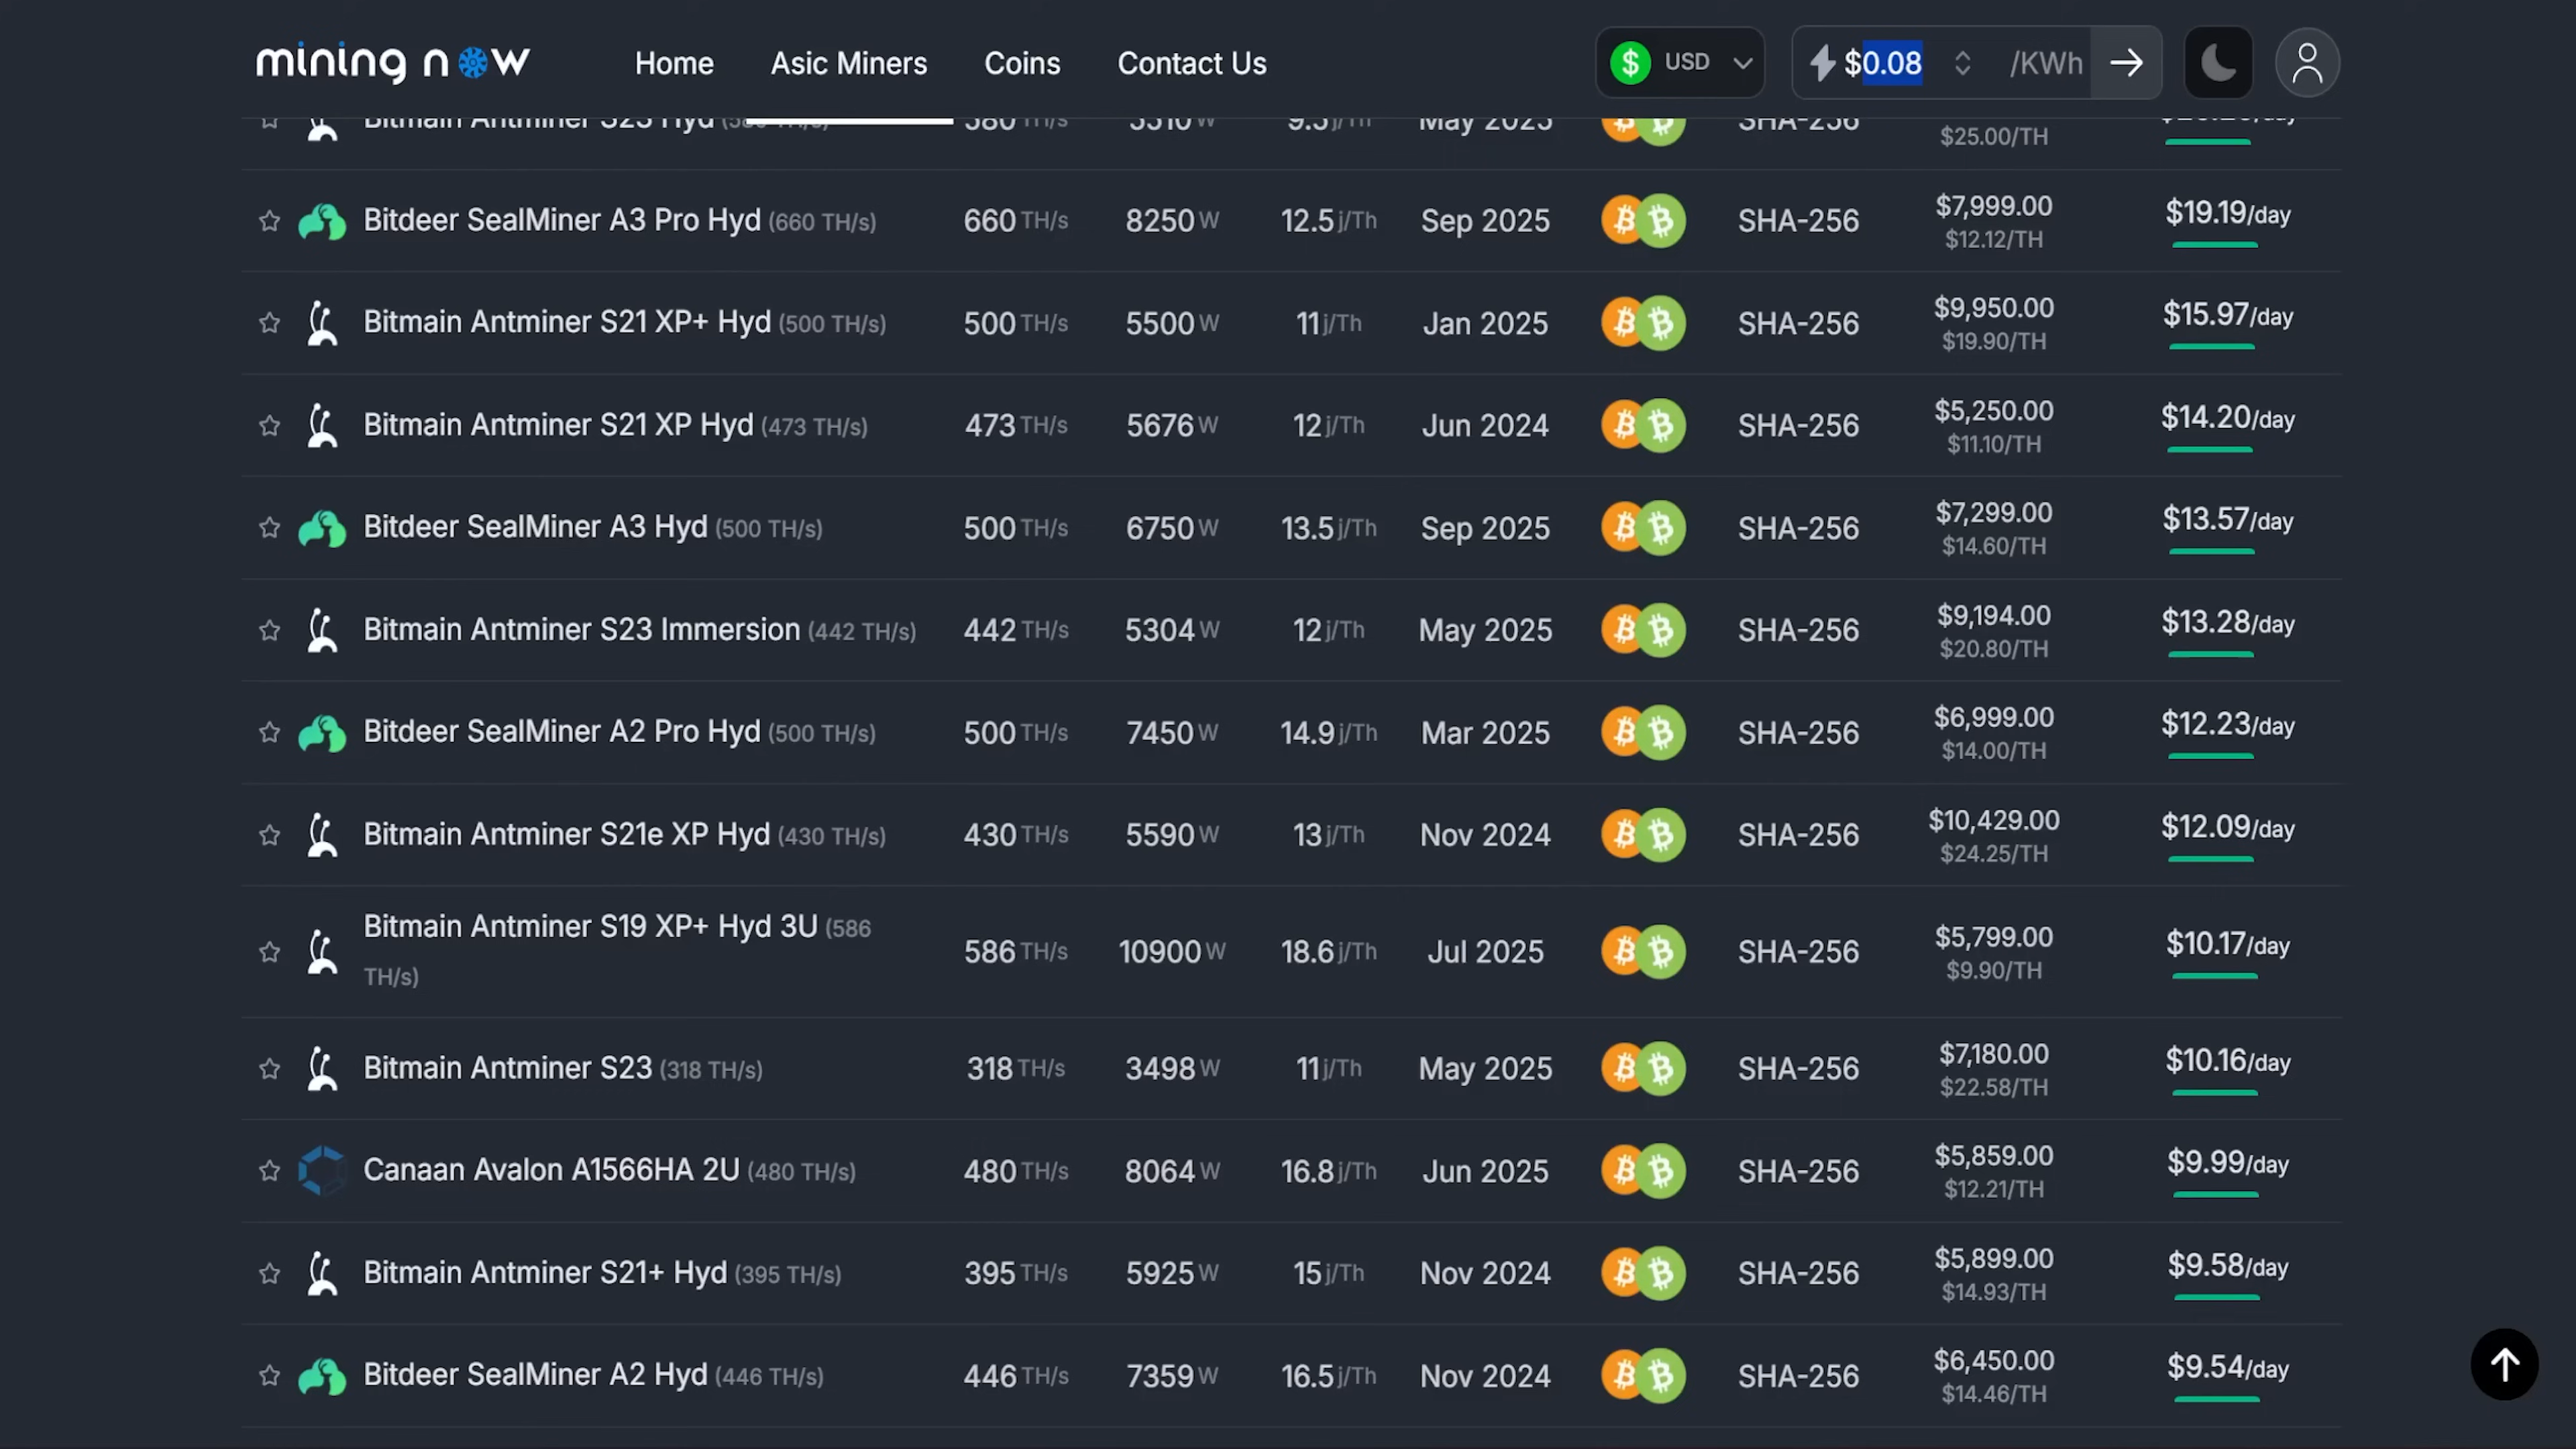 mining now Home Asic Miners Coins Contact Us $ USD $0.08 /KWh
Bitmain Antminer S23 Hyd (580 TH/s) 580 TH/s 5510 W 9.5 j/Th May 2025 SHA-256
$25.00/TH
Bitdeer SealMiner A3 Pro Hyd (660 TH/s) 660 TH/s 8250 W 12.5 j/Th Sep 2025 SHA-256 $7,999.00 $19.19/day
$12.12/TH
Bitmain Antminer S21 XP+ Hyd (500 TH/s) 500 TH/s 5500 W 11 j/Th Jan 2025 SHA-256 $9,950.00 $15.97/day
$19.90/TH
Bitmain Antminer S21 XP Hyd (473 TH/s) 473 TH/s 5676 W 12 j/Th Jun 2024 SHA-256 $5,250.00 $14.20/day
$11.10/TH
Bitdeer SealMiner A3 Hyd (500 TH/s) 500 TH/s 6750 W 13.5 j/Th Sep 2025 SHA-256 $7,299.00 $13.57/day
$14.60/TH
Bitmain Antminer S23 Immersion (442 TH/s) 442 TH/s 5304 W 12 j/Th May 2025 SHA-256 $9,194.00 $13.28/day
$20.80/TH
Bitdeer SealMiner A2 Pro Hyd (500 TH/s) 500 TH/s 7450 W 14.9 j/Th Mar 2025 SHA-256 $6,999.00 $12.23/day
$14.00/TH
Bitmain Antminer S21e XP Hyd (430 TH/s) 430 TH/s 5590 W 13 j/Th Nov 2024 SHA-256 $10,429.00 $12.09/day
$24.25/TH
Bitmain Antminer S19 XP+ Hyd 3U (586
TH/s) 586 TH/s 10900 W 18.6 j/Th Jul 2025 SHA-256 $5,799.00 $10.17/day
$9.90/TH
Bitmain Antminer S23 (318 TH/s) 318 TH/s 3498 W 11 j/Th May 2025 SHA-256 $7,180.00 $10.16/day
$22.58/TH
Canaan Avalon A1566HA 2U (480 TH/s) 480 TH/s 8064 W 16.8 j/Th Jun 2025 SHA-256 $5,859.00 $9.99/day
$12.21/TH
Bitmain Antminer S21+ Hyd (395 TH/s) 395 TH/s 5925 W 15 j/Th Nov 2024 SHA-256 $5,899.00 $9.58/day
$14.93/TH
Bitdeer SealMiner A2 Hyd (446 TH/s) 446 TH/s 7359 W 16.5 j/Th Nov 2024 SHA-256 $6,450.00 $9.54/day
$14.46/TH